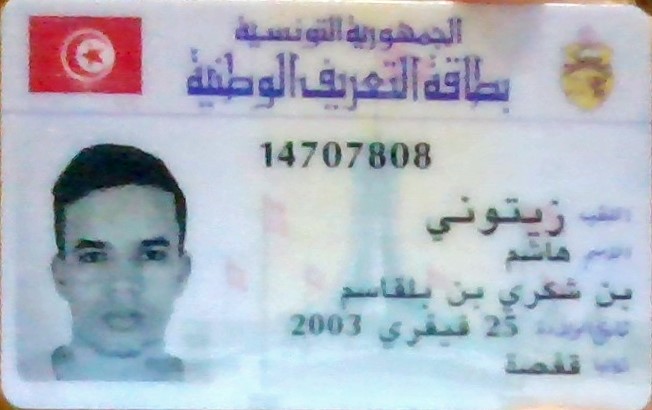 الجمهورية التونسية
بطاقة التعريف الوطنية
14707808
اللقب زيتوني
الاسم هاشم
بن شكري بن بلقاسم
تاريخ الولادة 25 فيفري 2003
مكانها قفصة